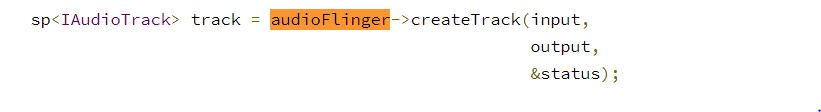 sp<IAudioTrack> track = audioFlinger->createTrack(input,
output,
&status);